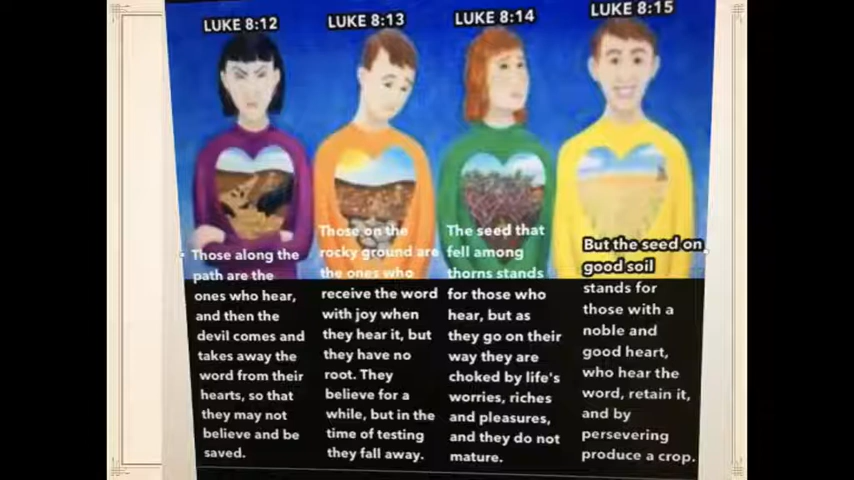 LUKE 8:12
Those along the
path are the
ones who hear,
and then the
devil comes and
takes away the
word from their
hearts, so that
they may not
believe and be
saved.
LUKE 8:13
Those on the
rocky ground are
the ones who
receive the word
with joy when
they hear it, but
they have no
root. They
believe for a
while, but in the
time of testing
they fall away.
LUKE 8:14
The seed that
fell among
thorns stands
for those who
hear, but as
they go on their
way they are
choked by life's
worries, riches
and pleasures,
and they do not
mature.
LUKE 8:15
But the seed on
good soil
stands for
those with a
noble and
good heart,
who hear the
word, retain it,
and by
persevering
produce a crop.